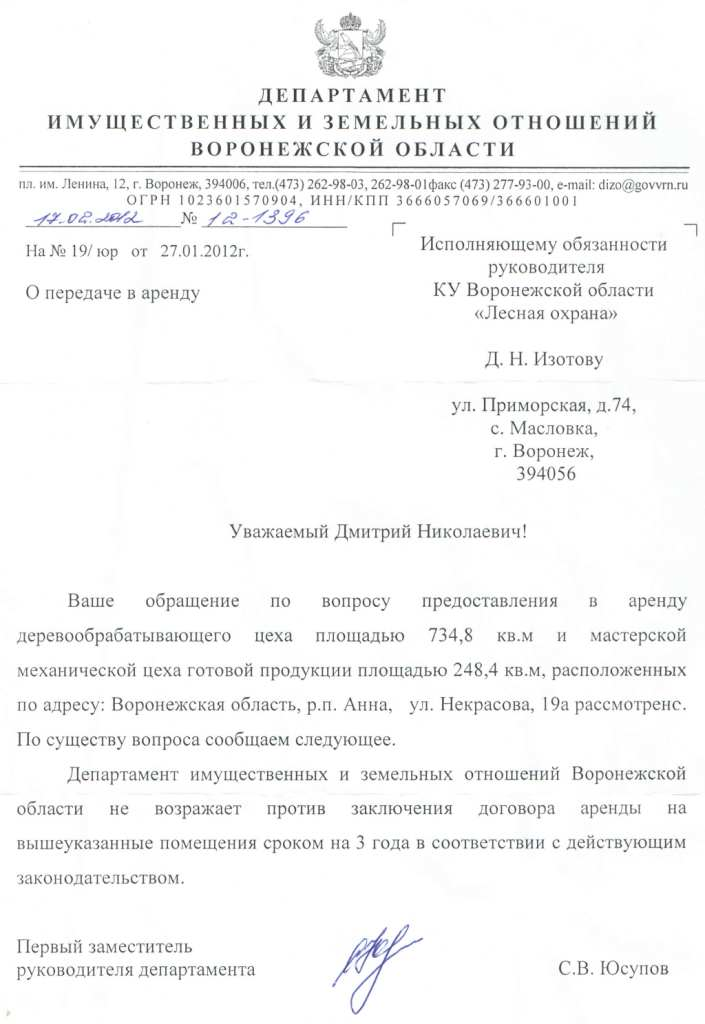 ДЕПАРТАМЕНТ
ИМУЩЕСТВЕННЫХ И ЗЕМЕЛЬНЫХ ОТНОШЕНИЙ
ВОРОНЕЖСКОЙ ОБЛАСТИ
пл. им. Ленина, 12, г. Воронеж, 394006, тел.(473) 262-98-03, 262-98-01факс (473) 277-93-00, e-mail: dizo@govvrn.ru
ОГРН 1023601570904, ИНН/КПП 3666057069/366601001
17.02.2012 № 12-1396
На № 19/ юр от 27.01.2012г.
О передаче в аренду
Исполняющему обязанности
руководителя
КУ Воронежской области
«Лесная охрана»
Д. Н. Изотову
ул. Приморская, д.74,
с. Масловка,
г. Воронеж,
394056
Уважаемый Дмитрий Николаевич!
Ваше обращение по вопросу предоставления в аренду
деревообрабатывающего цеха площадью 734,8 кв.м и мастерской
механической цеха готовой продукции площадью 248,4 кв.м, расположенных
по адресу: Воронежская область, р.п. Анна, ул. Некрасова, 19а рассмотрено.
По существу вопроса сообщаем следующее.
Департамент имущественных и земельных отношений Воронежской
области не возражает против заключения договора аренды на
вышеуказанные помещения сроком на 3 года в соответствии с действующим
законодательством.
Первый заместитель
руководителя департамента
С.В. Юсупов